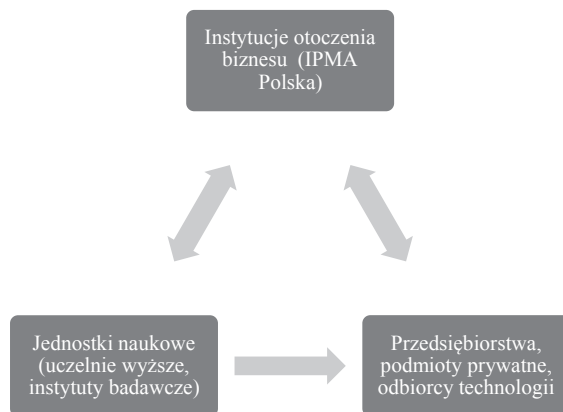 Instytucje otoczenia
biznesu (IPMA
Polska)
Jednostki naukowe
(uczelnie wyższe,
instytuty badawcze)
Przedsiębiorstwa,
podmioty prywatne,
odbiorcy technologii